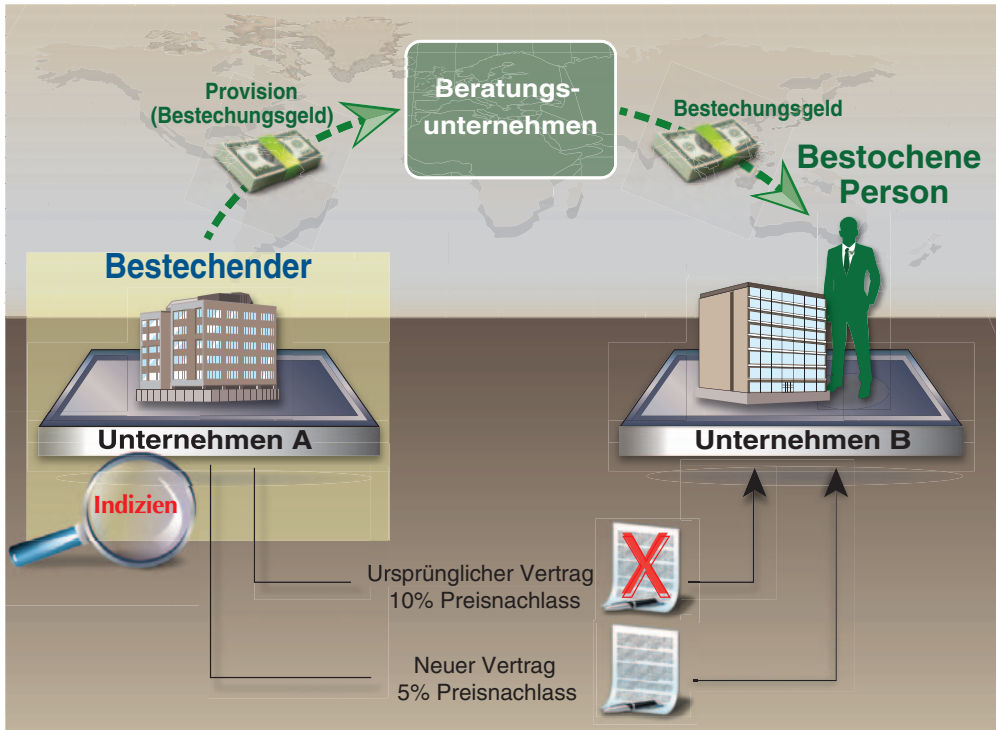 Provision
(Bestechungsgeld)
Beratungs-
unternehmen
Bestechungsgeld
Bestochene
Person
Bestechender
Unternehmen A
Unternehmen B
Indizien
Ursprünglicher Vertrag
10% Preisnachlass
X
Neuer Vertrag
5% Preisnachlass